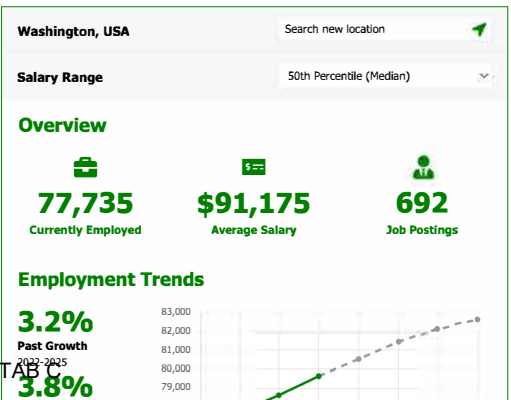 Washington, USA
Search new location
Salary Range
50th Percentile (Median)
Overview
77,735
$91,175
692
Currently Employed
Average Salary
Job Postings
Employment Trends
3.2%
Past Growth
2022-2025
TAB C
3.8%
83,000
82,000
81,000
80,000
79,000